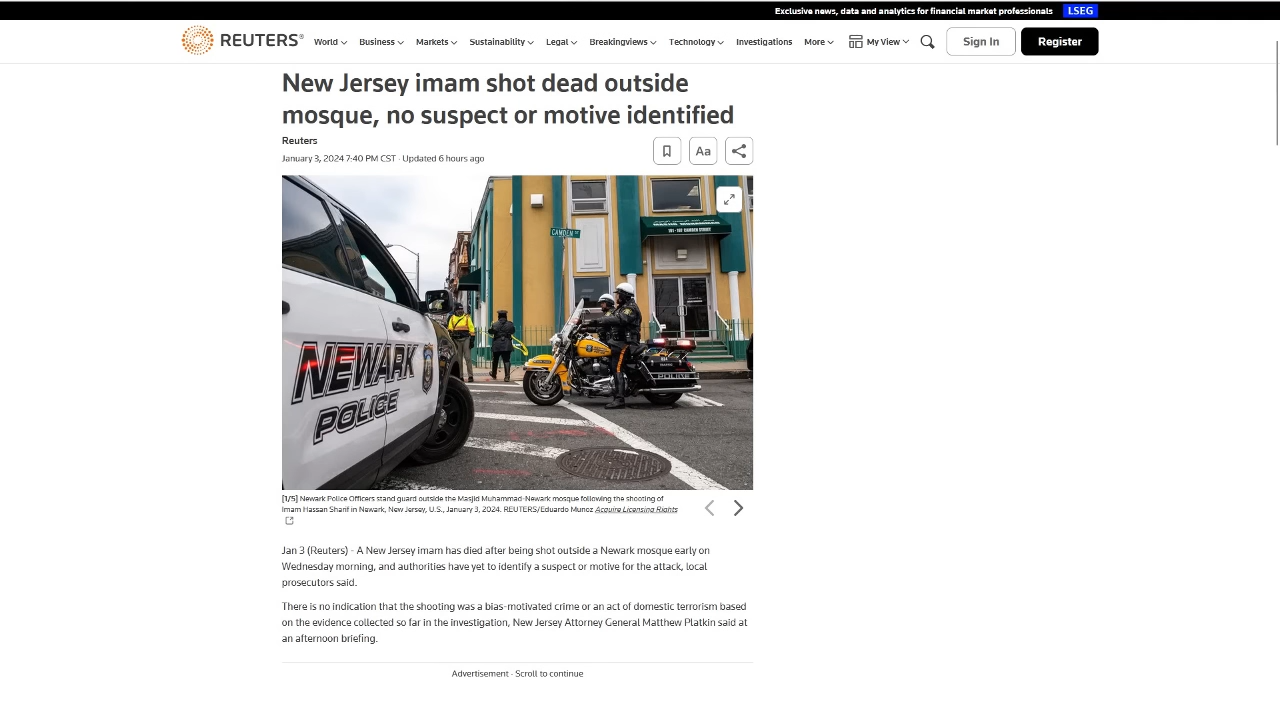 Exclusive news, data and analytics for financial market professionals LSEG
REUTERS®
World Business Markets Sustainability Legal Breakingviews Technology Investigations More My View Sign In Register
New Jersey imam shot dead outside
mosque, no suspect or motive identified
Reuters
January 3, 2024 7:40 PM CST · Updated 6 hours ago
Aa
CAMDEN
191-197 CAMDEN STREET
NEWARK
POLICE
POLICE
[1/5] Newark Police Officers stand guard outside the Masjid Muhammad-Newark mosque following the shooting of
Imam Hassan Sharif in Newark, New Jersey, U.S., January 3, 2024. REUTERS/Eduardo Munoz Acquire Licensing Rights
Jan 3 (Reuters) - A New Jersey imam has died after being shot outside a Newark mosque early on
Wednesday morning, and authorities have yet to identify a suspect or motive for the attack, local
prosecutors said.
There is no indication that the shooting was a bias-motivated crime or an act of domestic terrorism based
on the evidence collected so far in the investigation, New Jersey Attorney General Matthew Platkin said at
an afternoon briefing.
Advertisement · Scroll to continue